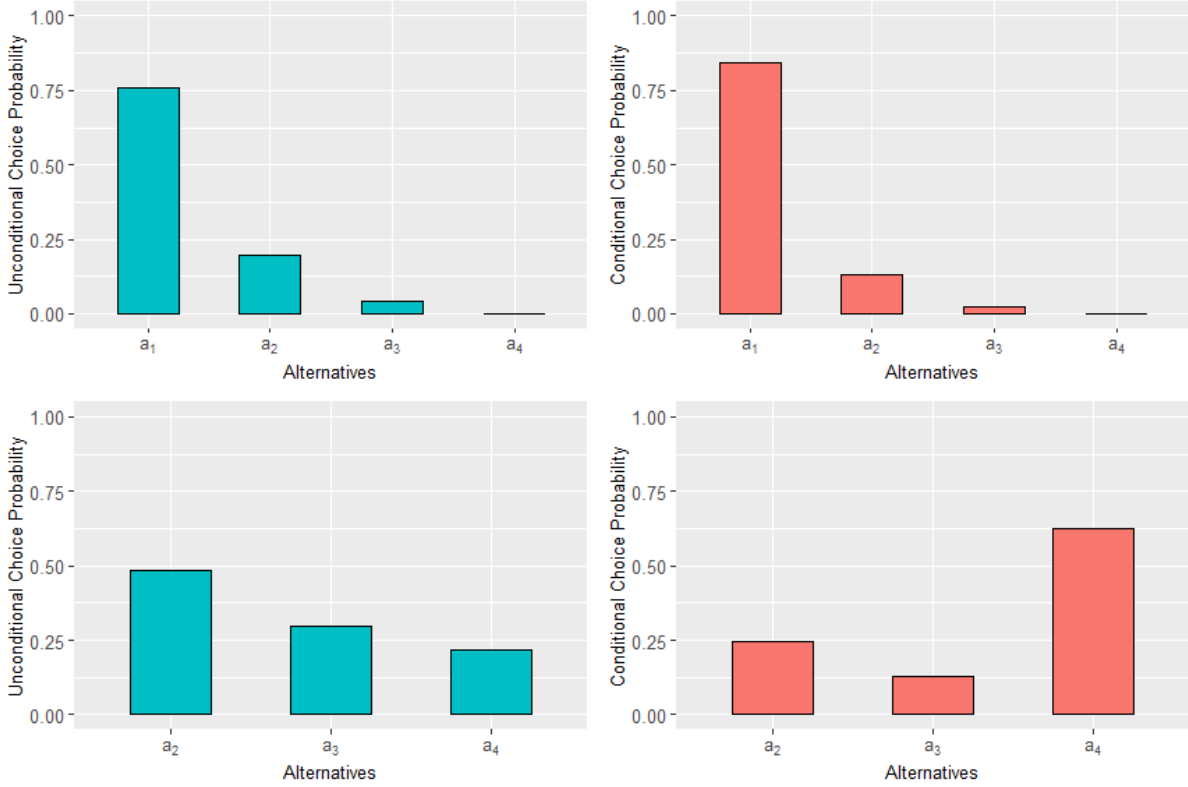 Unconditional Choice Probability
1.00
0.75
0.50
0.25
0.00
a₁ a₂ a₃ a₄
Alternatives
Conditional Choice Probability
1.00
0.75
0.50
0.25
0.00
a₁ a₂ a₃ a₄
Alternatives
Unconditional Choice Probability
1.00
0.75
0.50
0.25
0.00
a₂ a₃ a₄
Alternatives
Conditional Choice Probability
1.00
0.75
0.50
0.25
0.00
a₂ a₃ a₄
Alternatives